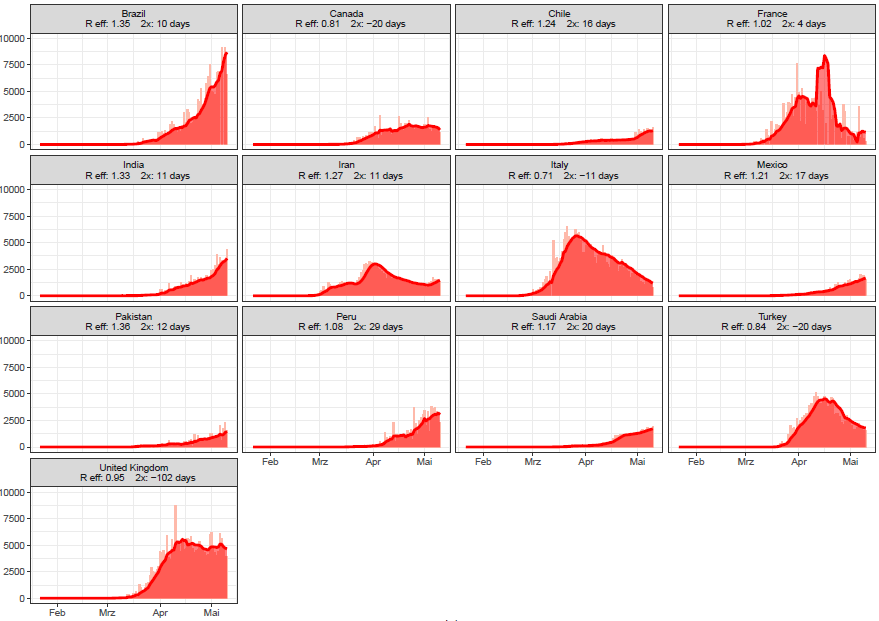 Brazil
R eff: 1.35 2x: 10 days
Canada
R eff: 0.81 2x: −20 days
Chile
R eff: 1.24 2x: 16 days
France
R eff: 1.02 2x: 4 days
10000
7500
5000
2500
0
India
R eff: 1.33 2x: 11 days
Iran
R eff: 1.27 2x: 11 days
Italy
R eff: 0.71 2x: −11 days
Mexico
R eff: 1.21 2x: 17 days
10000
7500
5000
2500
0
Pakistan
R eff: 1.36 2x: 12 days
Peru
R eff: 1.08 2x: 29 days
Saudi Arabia
R eff: 1.17 2x: 20 days
Turkey
R eff: 0.84 2x: −20 days
10000
7500
5000
2500
0
Feb Mrz Apr Mai
Feb Mrz Apr Mai
Feb Mrz Apr Mai
United Kingdom
R eff: 0.95 2x: −102 days
10000
7500
5000
2500
0
Feb Mrz Apr Mai